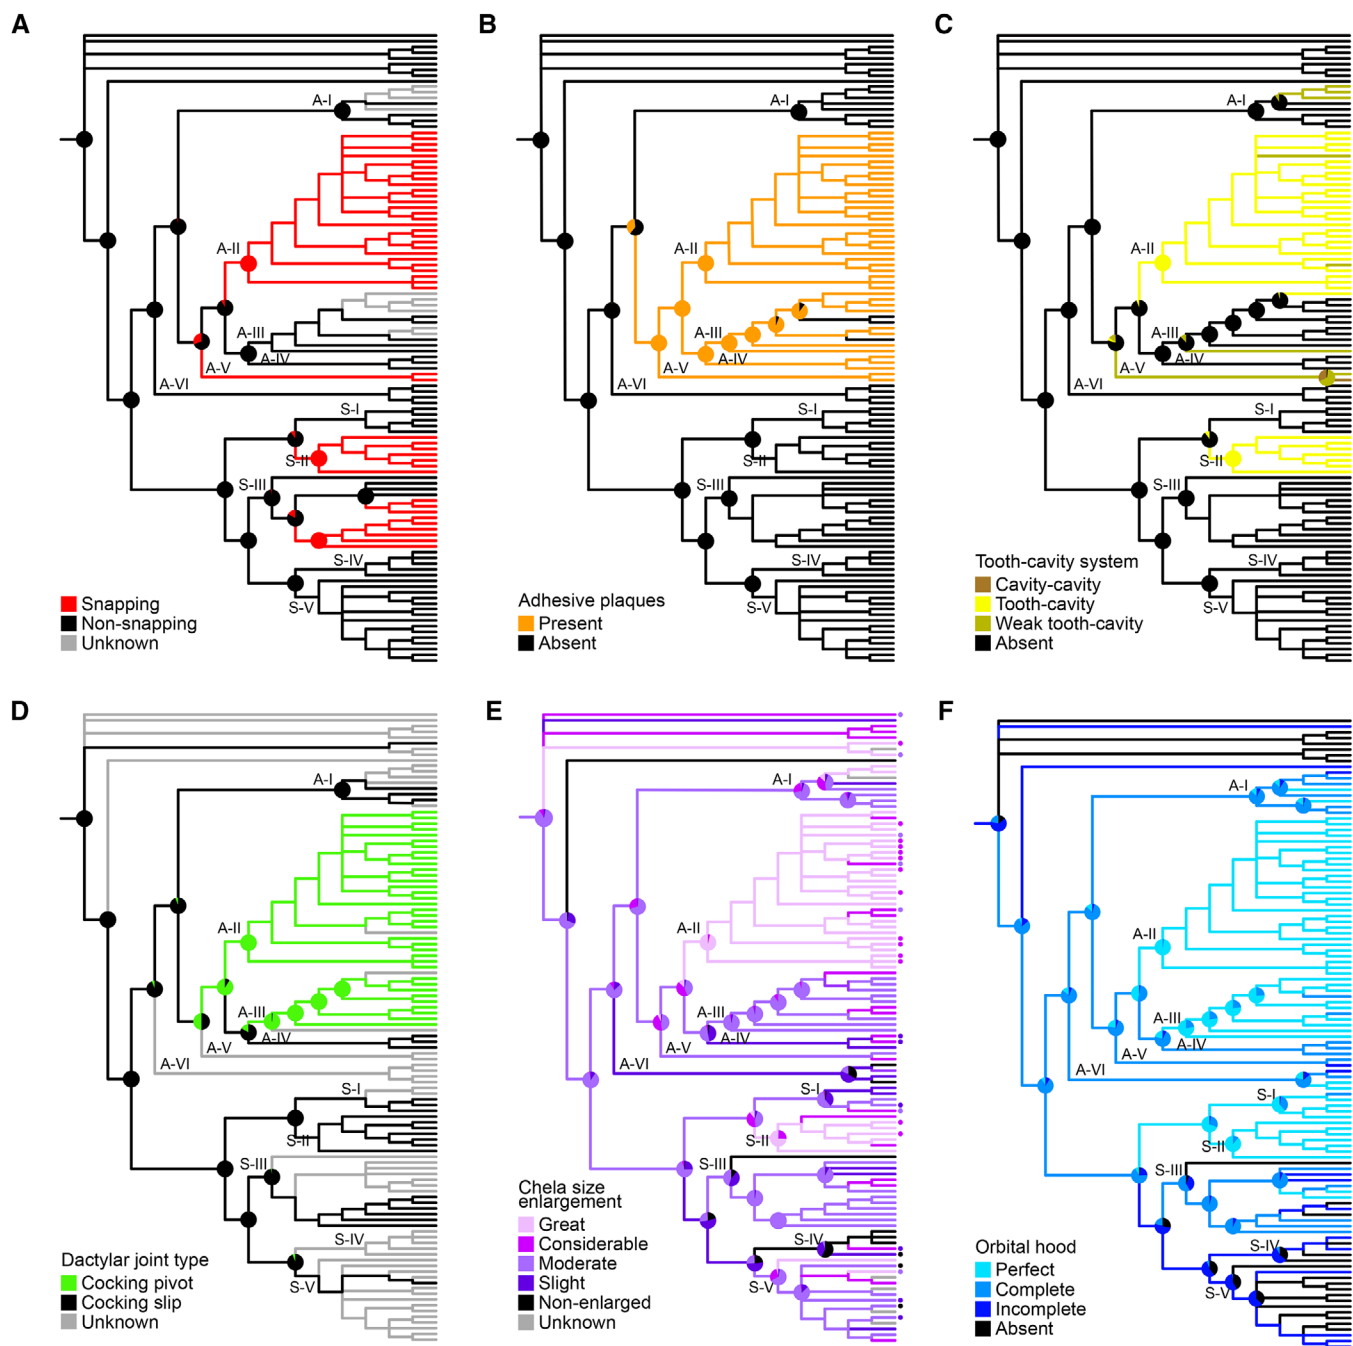 A
A-I
A-II
A-III
A-IV
A-V
A-VI
S-I
S-II
S-III
S-IV
S-V
Snapping
Non-snapping
Unknown
B
A-I
A-II
A-III
A-IV
A-V
A-VI
S-I
S-II
S-III
S-IV
S-V
Adhesive plaques
Present
Absent
C
A-I
A-II
A-III
A-IV
A-V
A-VI
S-I
S-II
S-III
S-IV
S-V
Tooth-cavity system
Cavity-cavity
Tooth-cavity
Weak tooth-cavity
Absent
D
A-I
A-II
A-III
A-IV
A-V
A-VI
S-I
S-II
S-III
S-IV
S-V
Dactylar joint type
Cocking pivot
Cocking slip
Unknown
E
A-I
A-II
A-III
A-IV
A-V
A-VI
S-I
S-II
S-III
S-IV
S-V
Chela size
enlargement
Great
Considerable
Moderate
Slight
Non-enlarged
Unknown
F
A-I
A-II
A-III
A-IV
A-V
A-VI
S-I
S-II
S-III
S-IV
S-V
Orbital hood
Perfect
Complete
Incomplete
Absent